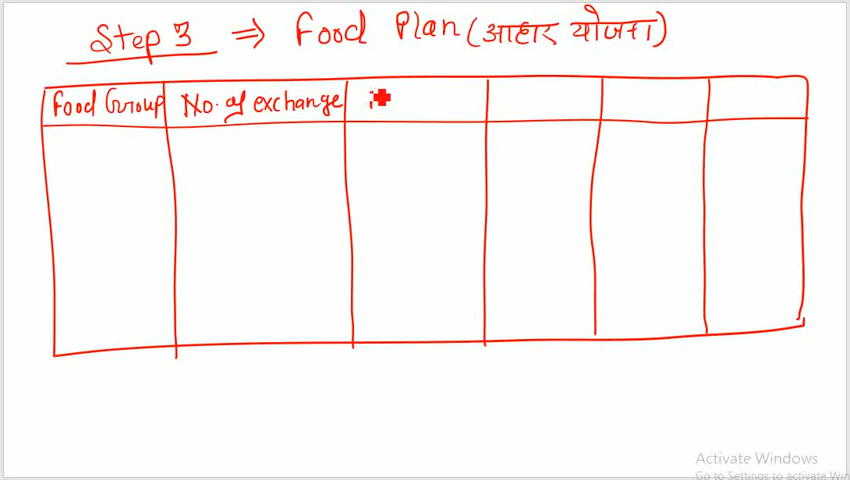 Step 3 ⇒ Food Plan (आहार योजना)
Food Group No. of exchange
Activate Windows
Go to Settings to activate Win